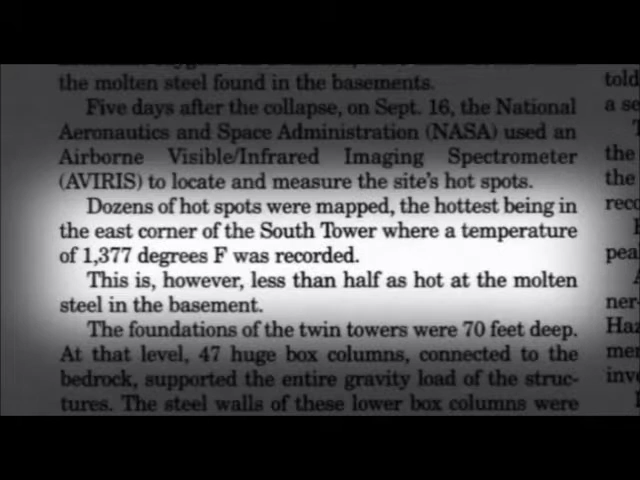 the molten steel found in the basements.
Five days after the collapse, on Sept. 16, the National
Aeronautics and Space Administration (NASA) used an
Airborne Visible/Infrared Imaging Spectrometer
(AVIRIS) to locate and measure the site's hot spots.
Dozens of hot spots were mapped, the hottest being in
the east corner of the South Tower where a temperature
of 1,377 degrees F was recorded.
This is, however, less than half as hot at the molten
steel in the basement.
The foundations of the twin towers were 70 feet deep.
At that level, 47 huge box columns, connected to the
bedrock, supported the entire gravity load of the struc-
tures. The steel walls of these lower box columns were
told
a se
the
the
reco
pea
ner-
Haz
mer
inve